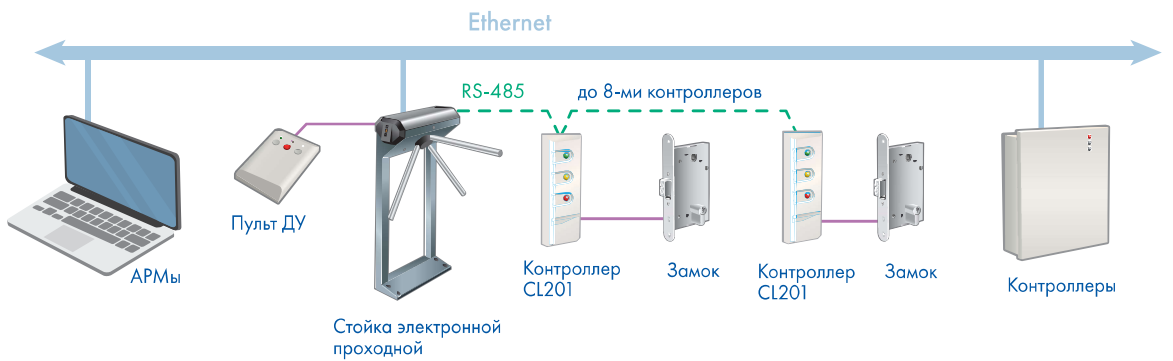 Ethernet
RS-485
до 8-ми контроллеров
Пульт ДУ
АРМы
Контроллер
CL201
Замок
Контроллер
CL201
Замок
Контроллеры
Стойка электронной
проходной